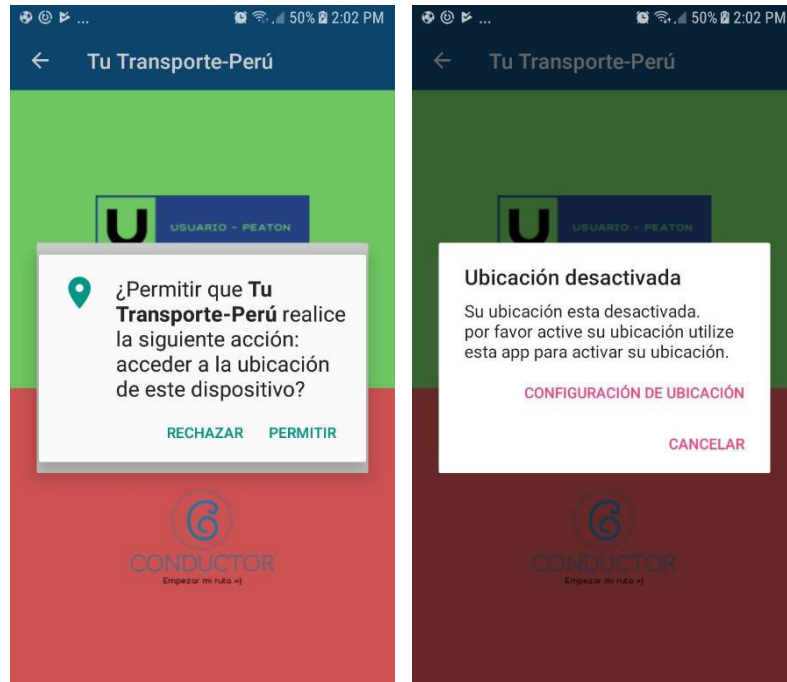 ... 50% 2:02 PM
Tu Transporte-Perú
U USUARIO - PEATON
¿Permitir que Tu
Transporte-Perú realice
la siguiente acción:
acceder a la ubicación
de este dispositivo?
RECHAZAR PERMITIR
CONDUCTOR
Empezar mi ruta =)
... 50% 2:02 PM
Tu Transporte-Perú
U USUARIO - PEATON
Ubicación desactivada
Su ubicación esta desactivada.
por favor active su ubicación utilize
esta app para activar su ubicación.
CONFIGURACIÓN DE UBICACIÓN
CANCELAR
CONDUCTOR
Empezar mi ruta =)